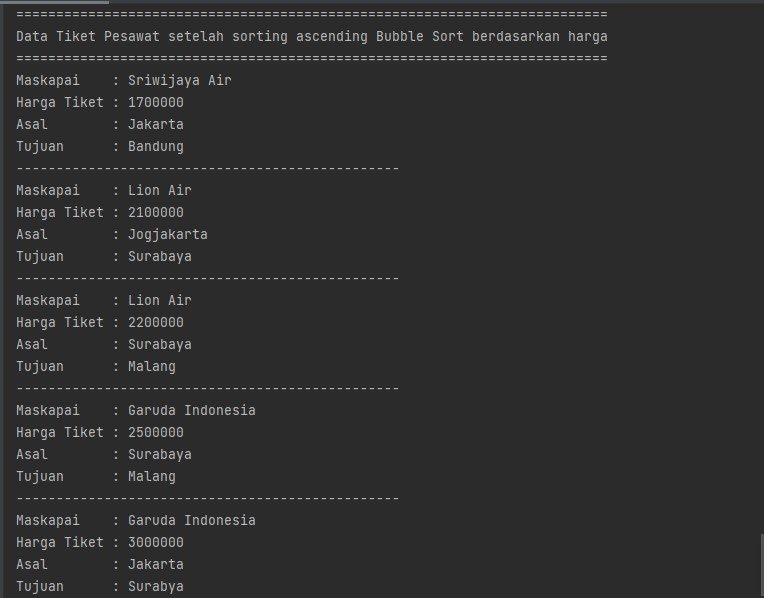 ==========================================================================
Data Tiket Pesawat setelah sorting ascending Bubble Sort berdasarkan harga
==========================================================================
Maskapai    : Sriwijaya Air
Harga Tiket : 1700000
Asal        : Jakarta
Tujuan      : Bandung
------------------------------------------------
Maskapai    : Lion Air
Harga Tiket : 2100000
Asal        : Jogjakarta
Tujuan      : Surabaya
------------------------------------------------
Maskapai    : Lion Air
Harga Tiket : 2200000
Asal        : Surabaya
Tujuan      : Malang
------------------------------------------------
Maskapai    : Garuda Indonesia
Harga Tiket : 2500000
Asal        : Surabaya
Tujuan      : Malang
------------------------------------------------
Maskapai    : Garuda Indonesia
Harga Tiket : 3000000
Asal        : Jakarta
Tujuan      : Surabya